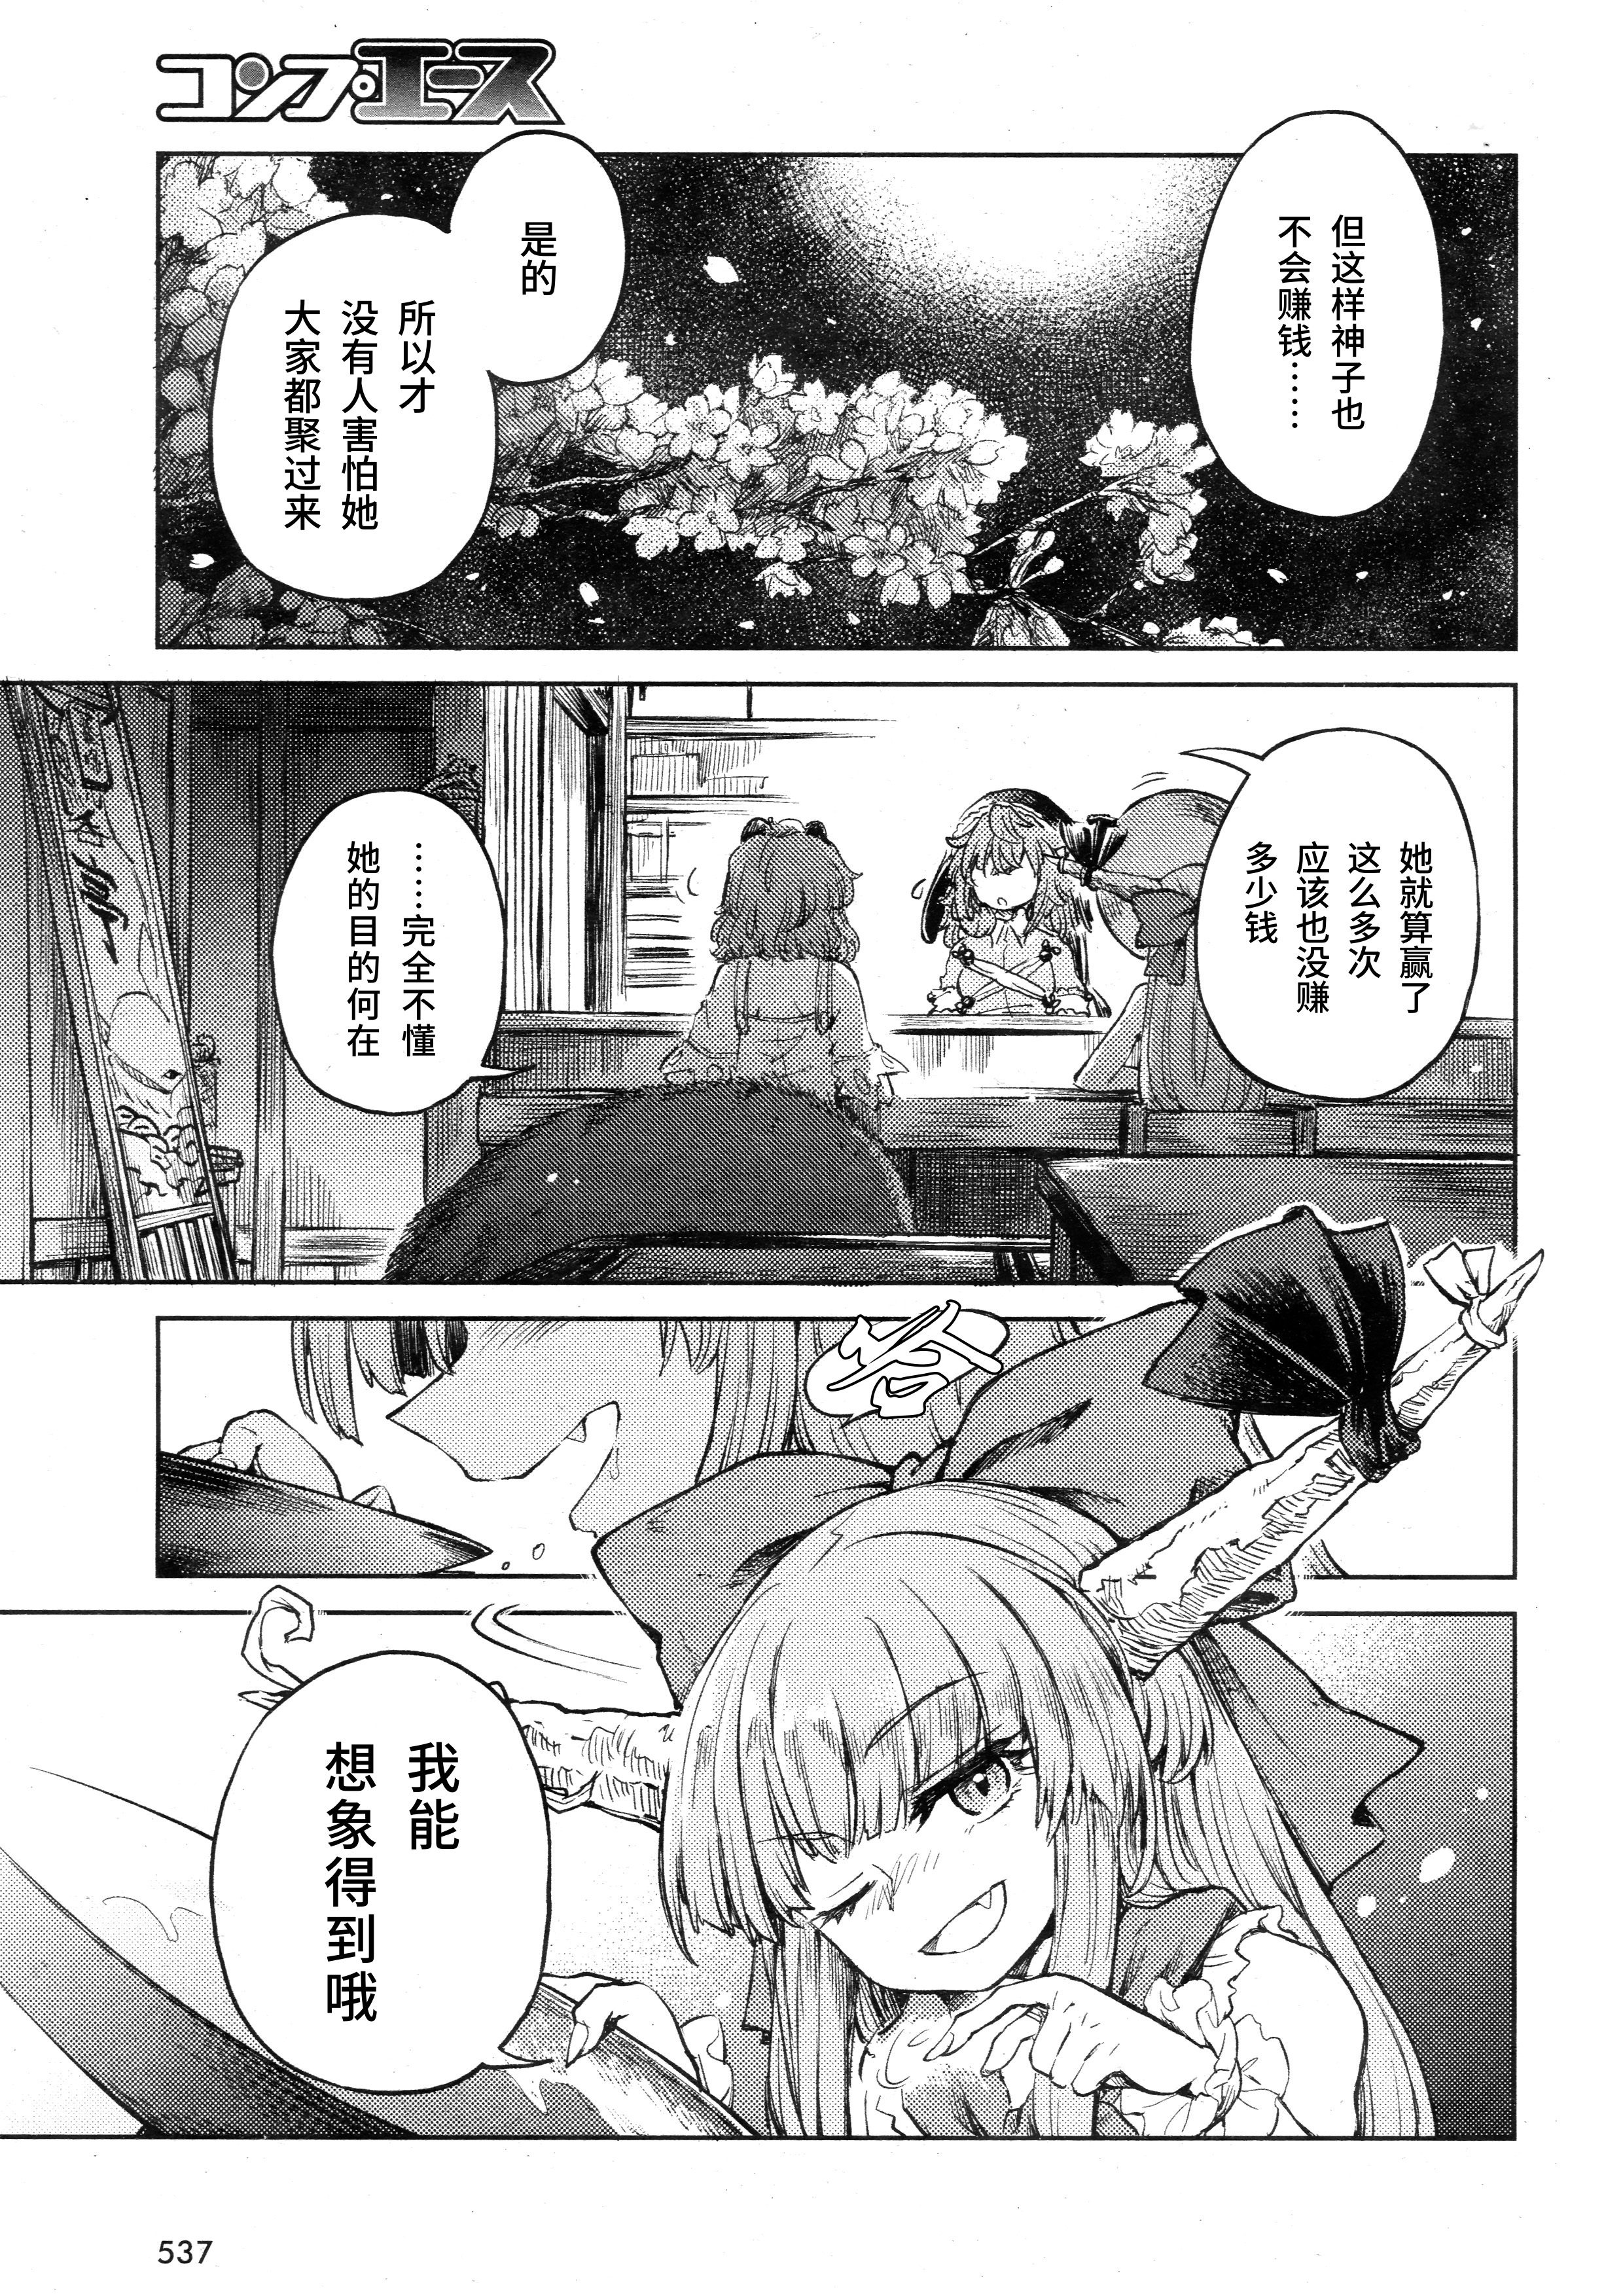 コンプ・エース
但这样神子也
不会赚钱……
是的
所以才
没有人害怕她
大家都聚过来
她就算赢了
这么多次
应该也没赚
多少钱
……完全不懂
她的目的何在
哈
我能
想象得到哦
537